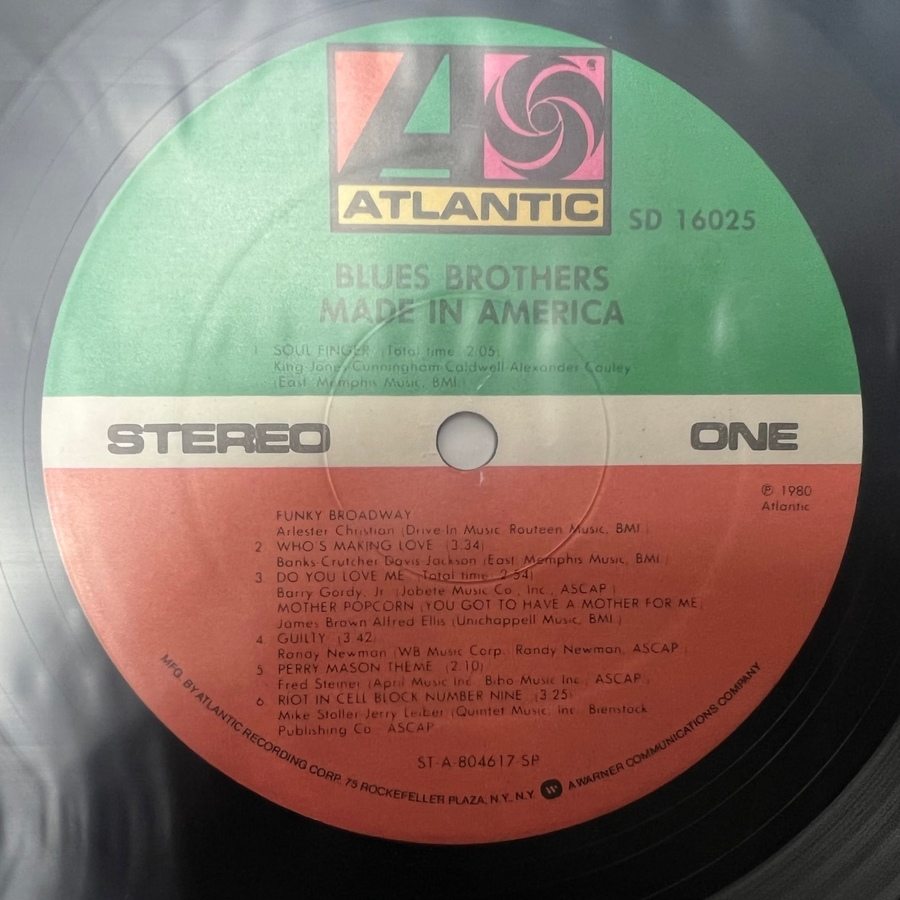 ATLANTIC
SD 16025
BLUES BROTHERS
MADE IN AMERICA
1 SOUL FINGER (Total time: 2:05)
King-Jones-Cunningham-Caldwell-Alexander-Cauley
(East Memphis Music, BMI)
STEREO
ONE
℗ 1980
Atlantic
FUNKY BROADWAY
Arlester Christian (Drive-In Music, Routeen Music, BMI)
2. WHO'S MAKING LOVE (3:34)
Banks-Crutcher-Davis-Jackson (East Memphis Music, BMI)
3. DO YOU LOVE ME (Total time: 2:54)
Barry Gordy, Jr. (Jobete Music Co., Inc., ASCAP)
MOTHER POPCORN (YOU GOT TO HAVE A MOTHER FOR ME)
James Brown-Alfred Ellis (Unichappell Music, BMI)
4. GUILTY (3:42)
Randy Newman (WB Music Corp., Randy Newman, ASCAP)
5. PERRY MASON THEME (2:10)
Fred Steiner (April Music Inc., Bibo Music Inc., ASCAP)
6. RIOT IN CELL BLOCK NUMBER NINE (3:25)
Mike Stoller-Jerry Leiber (Quintet Music, Inc., Bienstock
Publishing Co., ASCAP)
ST-A-804617-SP
MFG. BY ATLANTIC RECORDING CORP., 75 ROCKEFELLER PLAZA, N.Y., N.Y. W A WARNER COMMUNICATIONS COMPANY